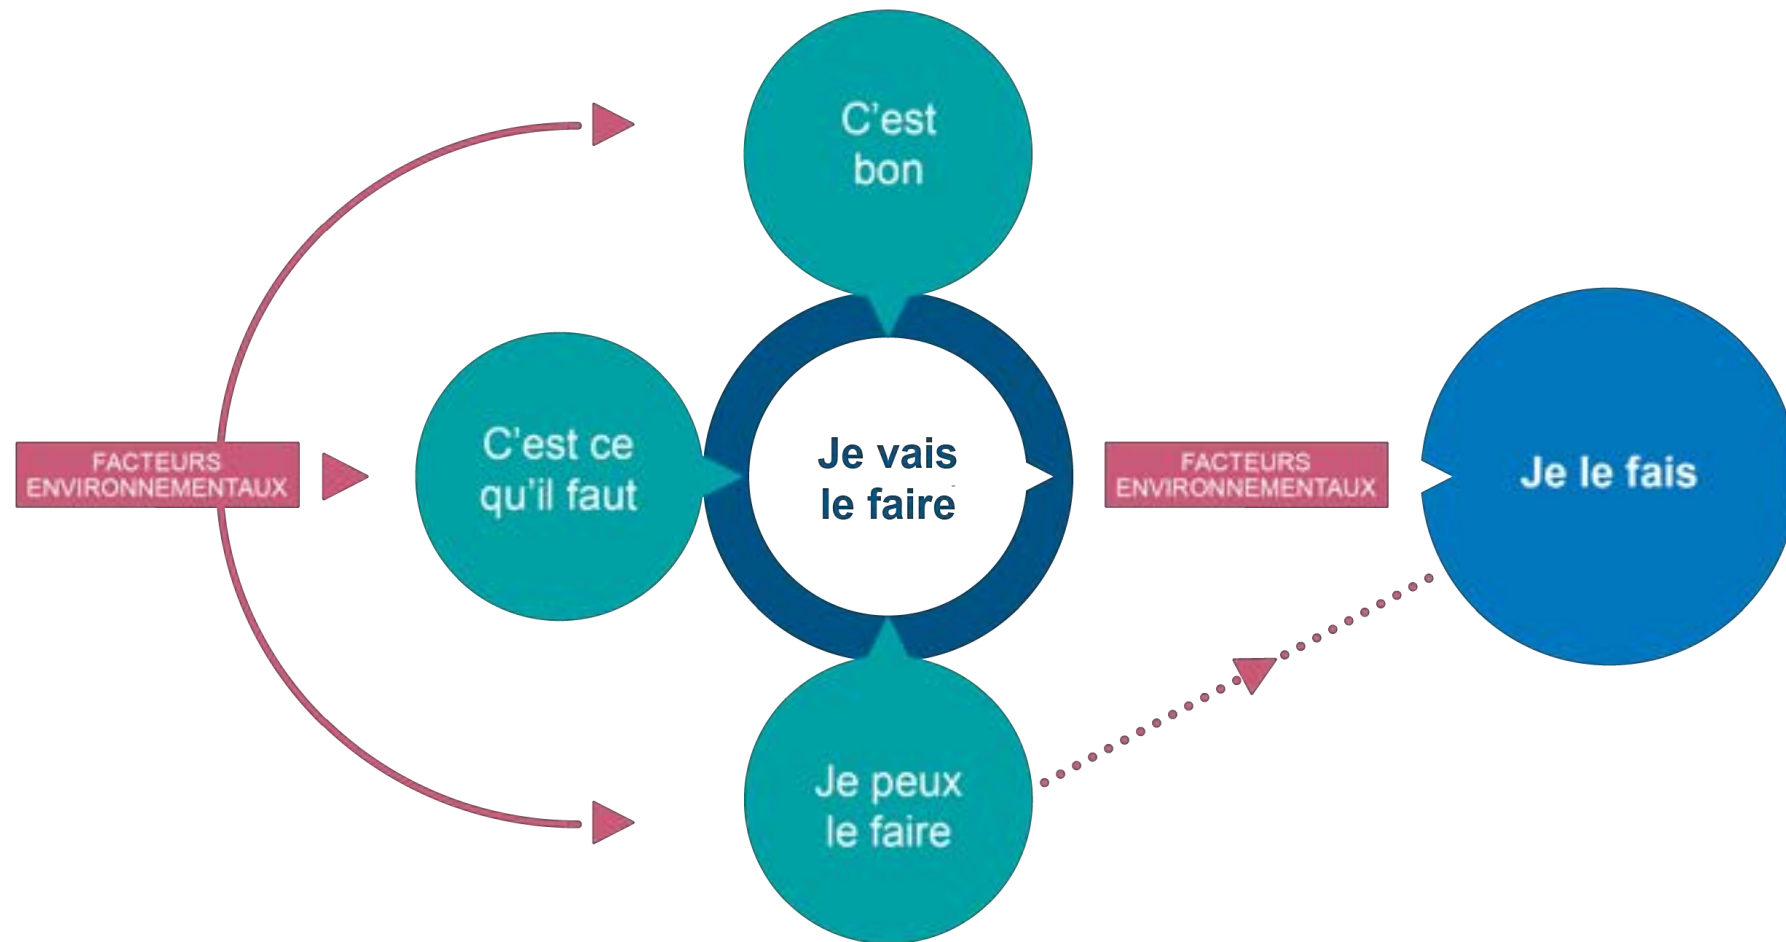 C'est
bon
FACTEURS
ENVIRONNEMENTAUX
C'est ce
qu'il faut
Je vais
le faire
FACTEURS
ENVIRONNEMENTAUX
Je le fais
Je peux
le faire